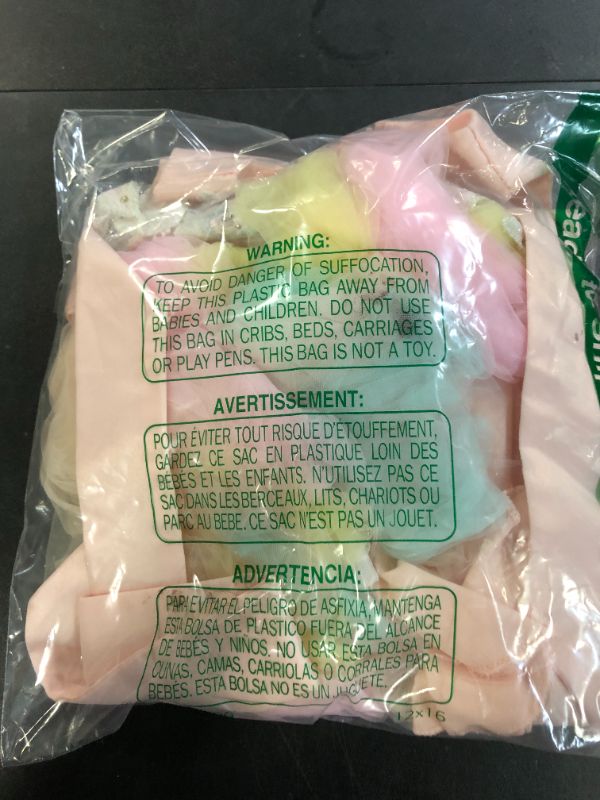 WARNING:
TO AVOID DANGER OF SUFFOCATION,
KEEP THIS PLASTIC BAG AWAY FROM
BABIES AND CHILDREN. DO NOT USE
THIS BAG IN CRIBS, BEDS, CARRIAGES
OR PLAY PENS. THIS BAG IS NOT A TOY.
AVERTISSEMENT:
POUR ÉVITER TOUT RISQUE D'ÉTOUFFEMENT,
GARDEZ CE SAC EN PLASTIQUE LOIN DES
BEBÉS ET LES ENFANTS. N'UTILISEZ PAS CE
SAC DANS LES BERCEAUX, LITS, CHARIOTS OU
PARC AU BEBE. CE SAC N'EST PAS UN JOUET.
ADVERTENCIA:
PARA EVITAR EL PELIGRO DE ASFIXIA, MANTENGA
ESTA BOLSA DE PLASTICO FUERA DEL ALCANCE
DE BEBÉS Y NINOS. NO USAR ESTA BOLSA EN
CUNAS, CAMAS, CARRIOLAS O CORRALES PARA
BEBÉS. ESTA BOLSA NO ES UN JUGUETE.
12x16
to